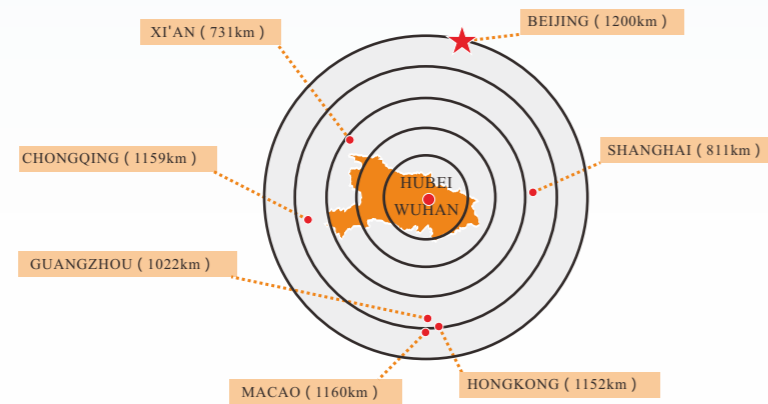 BEIJING ( 1200km )
XI'AN ( 731km )
SHANGHAI ( 811km )
CHONGQING ( 1159km )
HUBEI
WUHAN
GUANGZHOU ( 1022km )
MACAO ( 1160km )
HONGKONG ( 1152km )